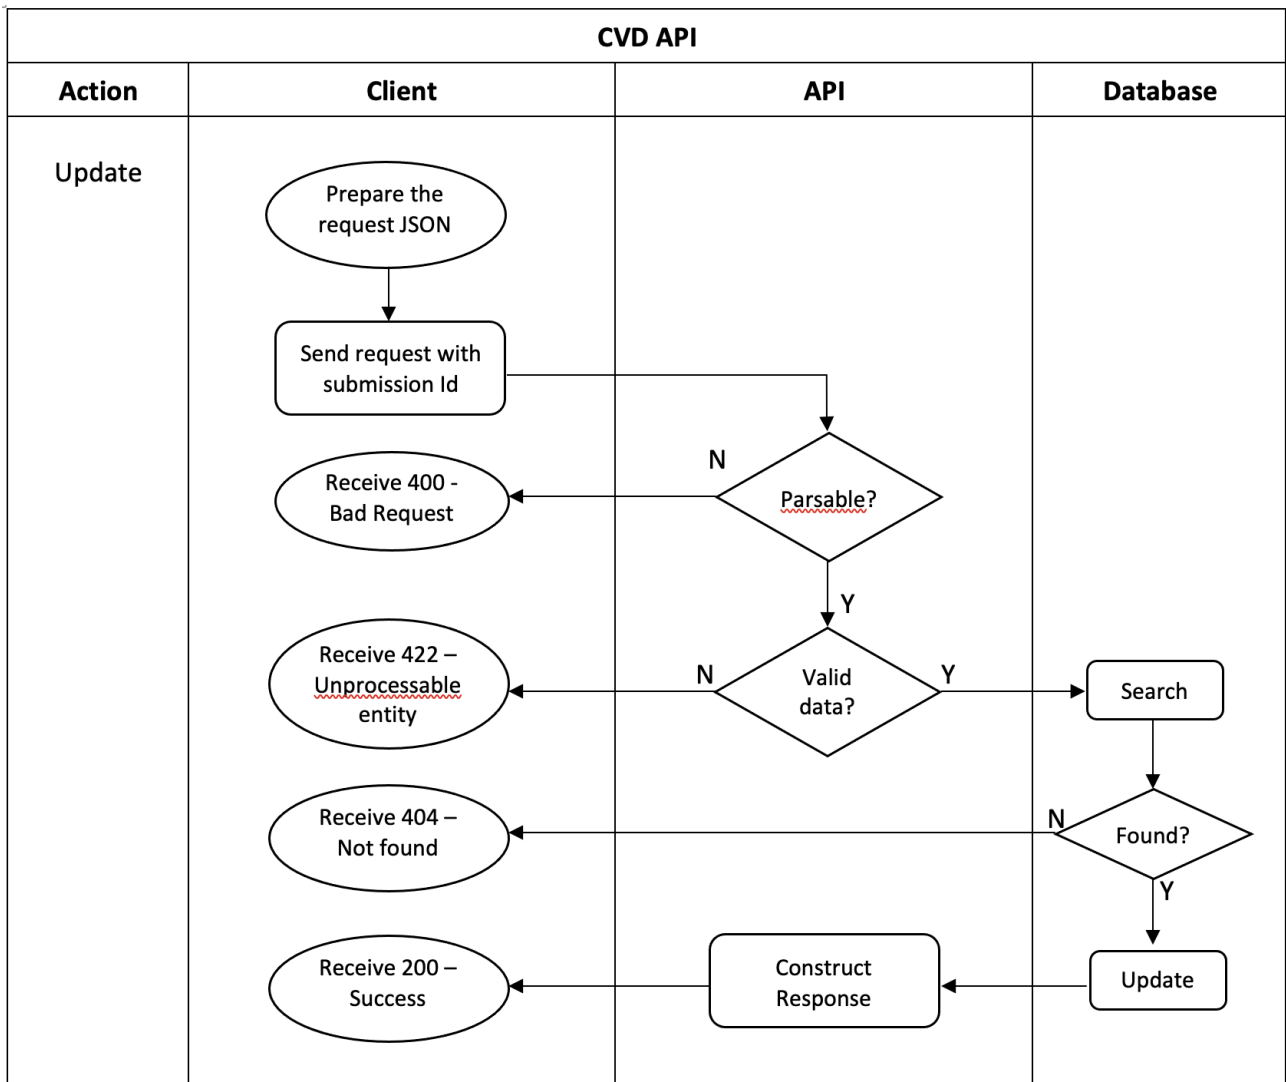 CVD API
Action
Client
API
Database
Update
Prepare the
request JSON
Send request with
submission Id
N
Receive 400 -
Bad Request
Parsable?
Y
Receive 422 –
Unprocessable
entity
N
Valid
data?
Y
Search
Receive 404 –
Not found
N
Found?
Y
Receive 200 –
Success
Construct
Response
Update